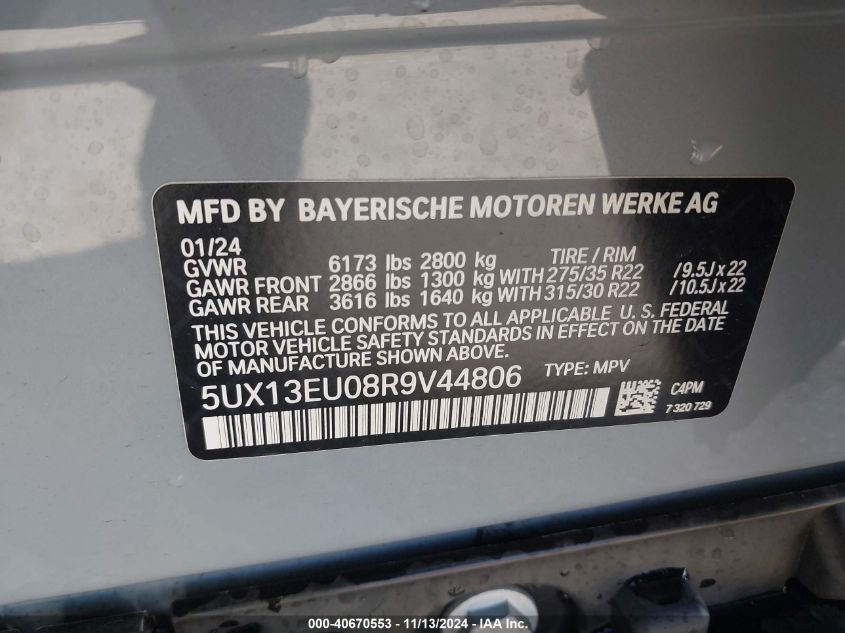 MFD BY BAYERISCHE MOTOREN WERKE AG
01/24 TIRE / RIM
GVWR 6173 lbs 2800 kg
GAWR FRONT 2866 lbs 1300 kg WITH 275/35 R22 /9.5J x 22
GAWR REAR 3616 lbs 1640 kg WITH 315/30 R22 /10.5J x 22
THIS VEHICLE CONFORMS TO ALL APPLICABLE U. S. FEDERAL
MOTOR VEHICLE SAFETY STANDARDS IN EFFECT ON THE DATE
OF MANUFACTURE SHOWN ABOVE.
5UX13EU08R9V44806 TYPE: MPV
C4PM
7 320 729
000-40670553 - 11/13/2024 - IAA Inc.